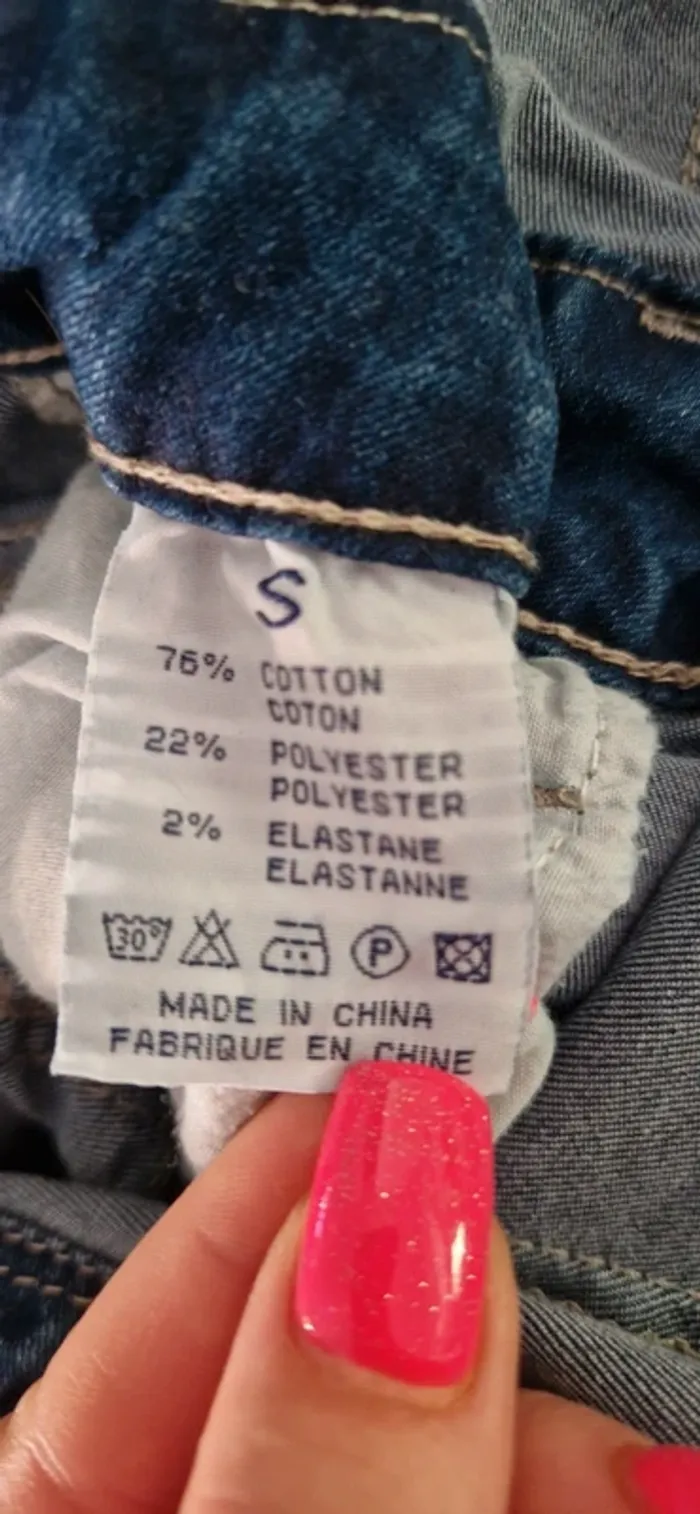 S
76% COTTON
COTON
22% POLYESTER
POLYESTER
2% ELASTANE
ELASTANNE
30° P
MADE IN CHINA
FABRIQUE EN CHINE